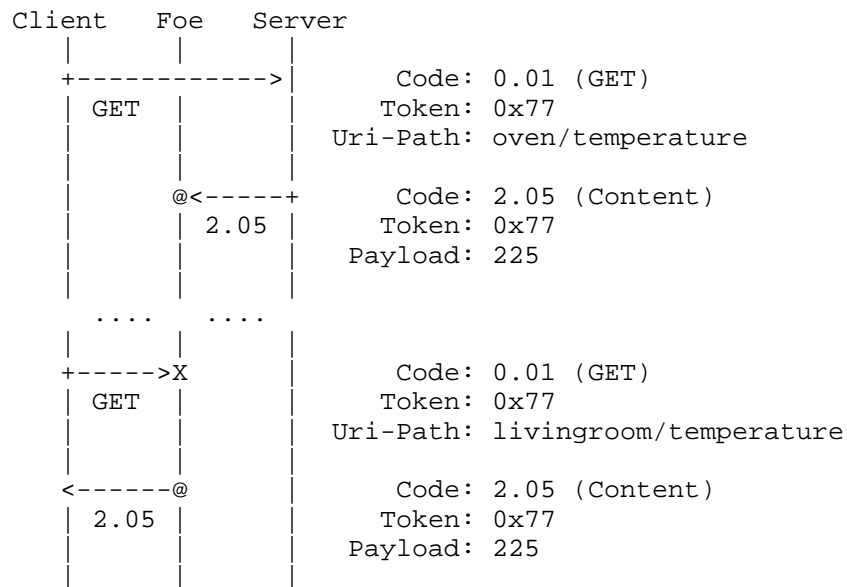 Client Foe Server
| | |
+------------>| Code: 0.01 (GET)
| GET | | Token: 0x77
| | | Uri-Path: oven/temperature
| | |
| @<-----+ Code: 2.05 (Content)
| | 2.05 | Token: 0x77
| | | Payload: 225
| | |
.... ....
| | |
+----->X | Code: 0.01 (GET)
| GET | | Token: 0x77
| | | Uri-Path: livingroom/temperature
| | |
<------@ | Code: 2.05 (Content)
| 2.05 | | Token: 0x77
| | | Payload: 225
| | |